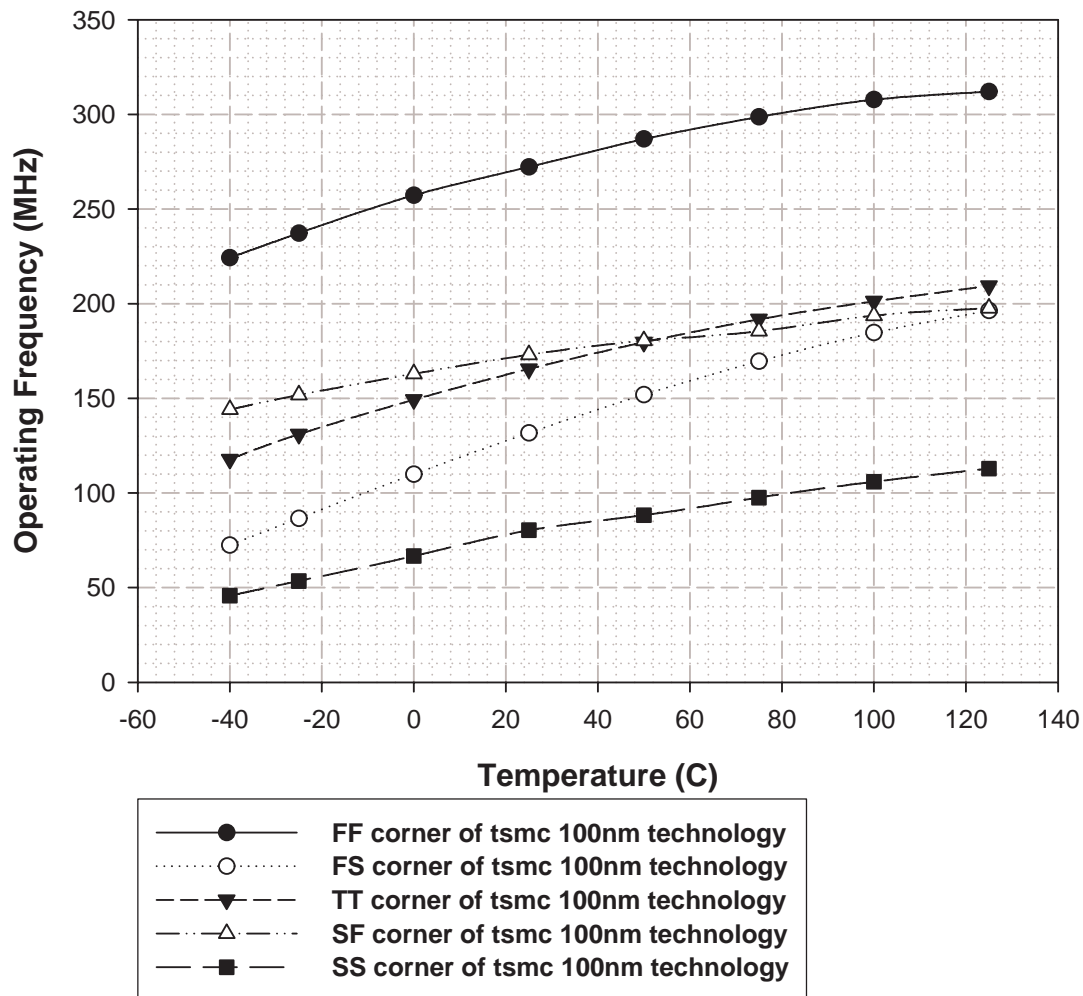 350
300
250
200
150
100
50
0
Operating Frequency (MHz)
-60 -40 -20 0 20 40 60 80 100 120 140
Temperature (C)
FF corner of tsmc 100nm technology
FS corner of tsmc 100nm technology
TT corner of tsmc 100nm technology
SF corner of tsmc 100nm technology
SS corner of tsmc 100nm technology